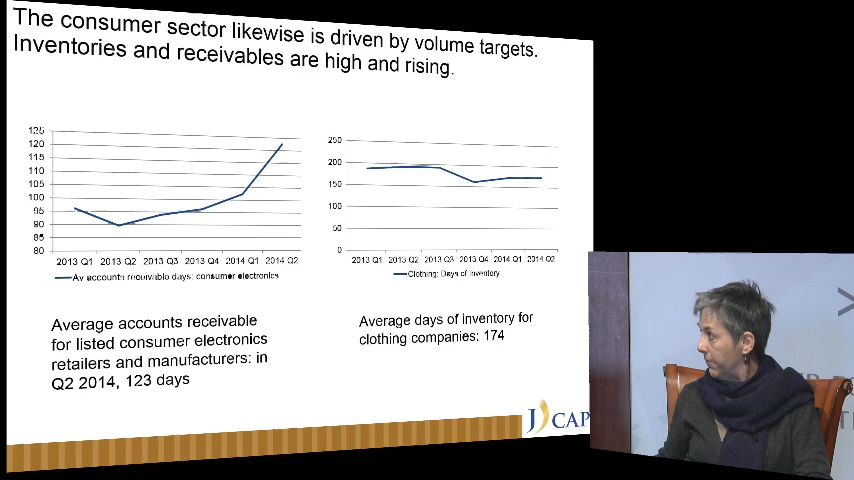 The consumer sector likewise is driven by volume targets.
Inventories and receivables are high and rising.
125
120
115
110
105
100
95
90
85
80
2013 Q1 2013 Q2 2013 Q3 2013 Q4 2014 Q1 2014 Q2
Av accounts receivable days: consumer electronics
250
200
150
100
50
0
2013 Q1 2013 Q2 2013 Q3 2013 Q4 2014 Q1 2014 Q2
Clothing: Days of Inventory
Average accounts receivable
for listed consumer electronics
retailers and manufacturers: in
Q2 2014, 123 days
Average days of inventory for
clothing companies: 174
J CAP